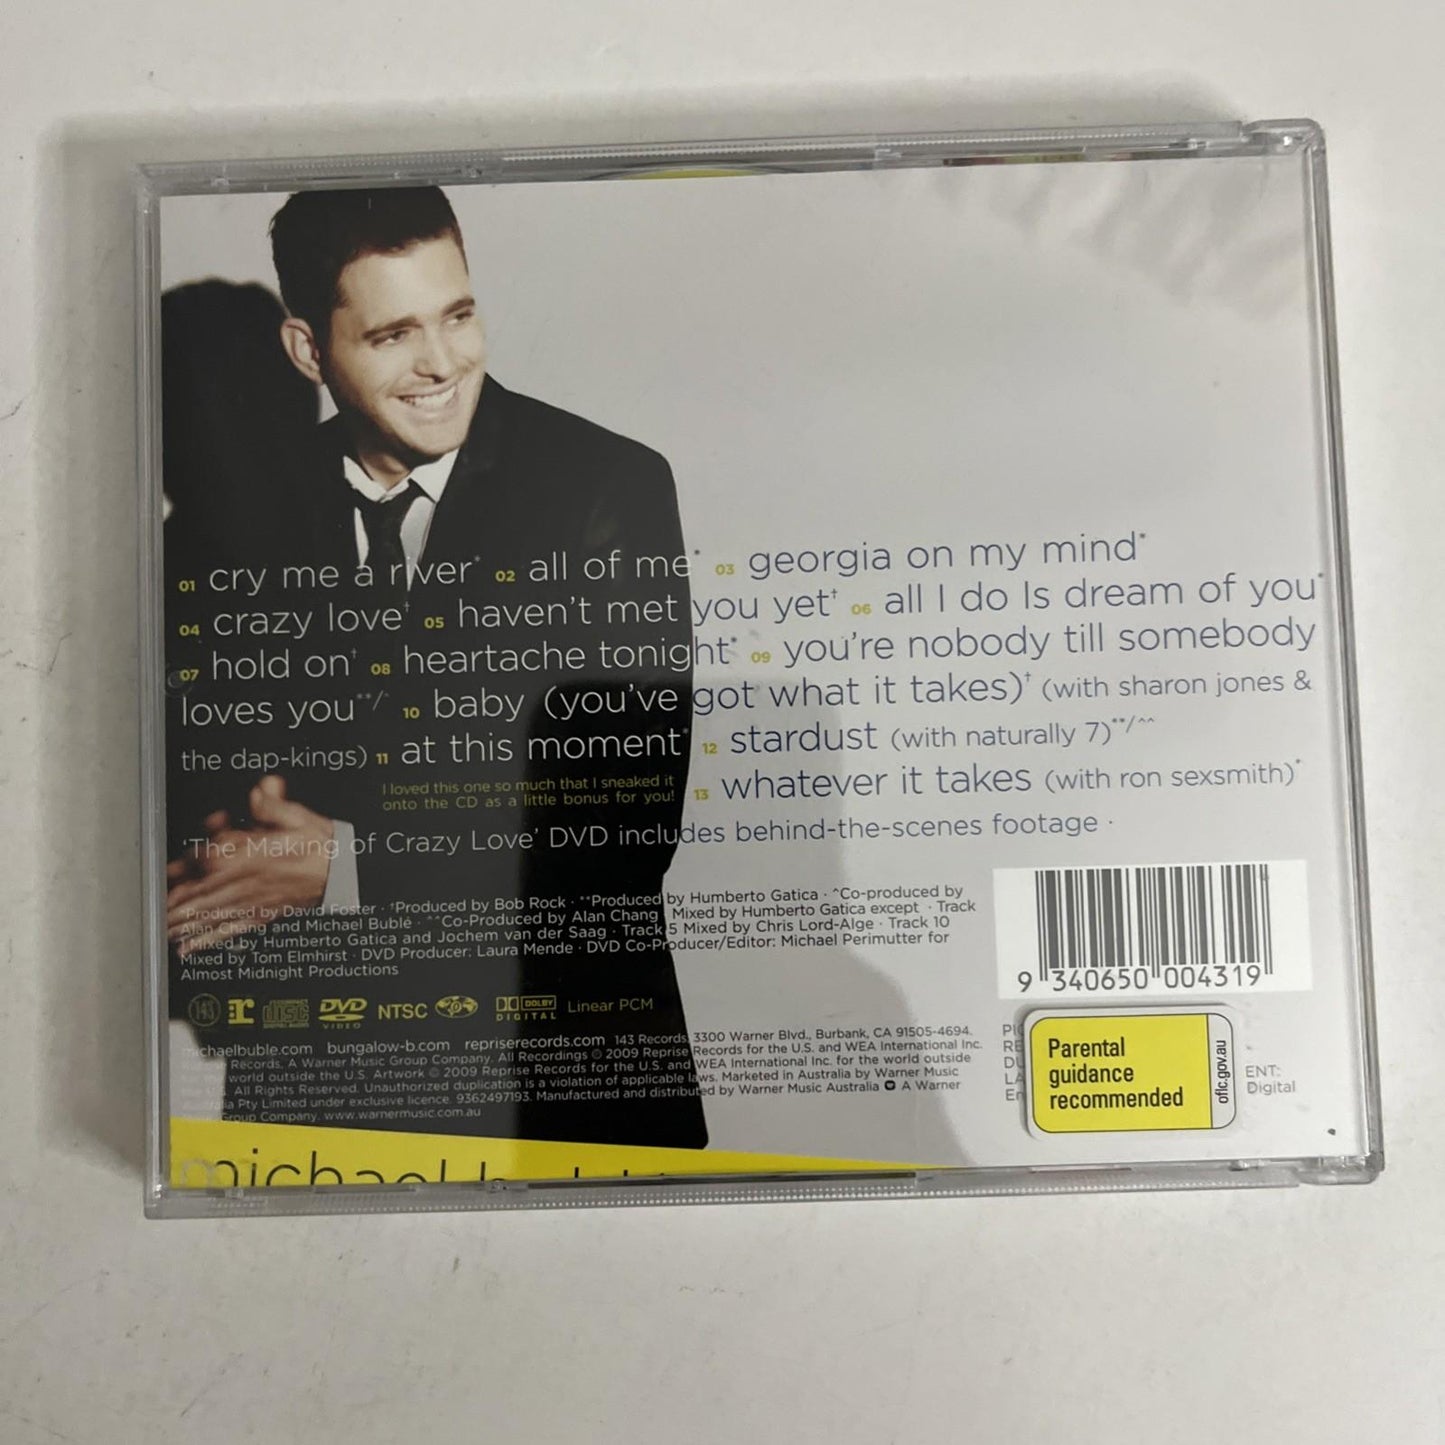 01 cry me a river* 02 all of me* 03 georgia on my mind*
04 crazy love† 05 haven't met you yet† 06 all I do Is dream of you*
07 hold on† 08 heartache tonight* 09 you're nobody till somebody
loves you**/^ 10 baby (you've got what it takes)† (with sharon jones &
the dap-kings) 11 at this moment* 12 stardust (with naturally 7)**/^^
I loved this one so much that I sneaked it
onto the CD as a little bonus for you! 13 whatever it takes (with ron sexsmith)*
'The Making of Crazy Love' DVD includes behind-the-scenes footage ·
*Produced by David Foster · †Produced by Bob Rock · **Produced by Humberto Gatica · ^Co-produced by
Alan Chang and Michael Bublé · ^^Co-Produced by Alan Chang Mixed by Humberto Gatica except · Track
1 Mixed by Humberto Gatica and Jochem van der Saag · Track 5 Mixed by Chris Lord-Alge · Track 10
Mixed by Tom Elmhirst · DVD Producer: Laura Mende · DVD Co-Producer/Editor: Michael Perimutter for
Almost Midnight Productions
9 340650 004319
143 r disc DIGITAL AUDIO DVD VIDEO NTSC DOLBY DIGITAL Linear PCM
michaelbuble.com bungalow-b.com repriserecords.com 143 Records, 3300 Warner Blvd., Burbank, CA 91505-4694.
Records, A Warner Music Group Company. All Recordings © 2009 Reprise Records for the U.S. and WEA International Inc.
world outside the U.S. Artwork © 2009 Reprise Records for the U.S. and WEA International Inc. for the world outside
All Rights Reserved. Unauthorized duplication is a violation of applicable laws. Marketed in Australia by Warner Music
Pty Limited under exclusive licence. 9362497193. Manufactured and distributed by Warner Music Australia A Warner
Group Company. www.warnermusic.com.au
Parental
guidance
recommended
oflc.gov.au
ENT:
Digital
michael